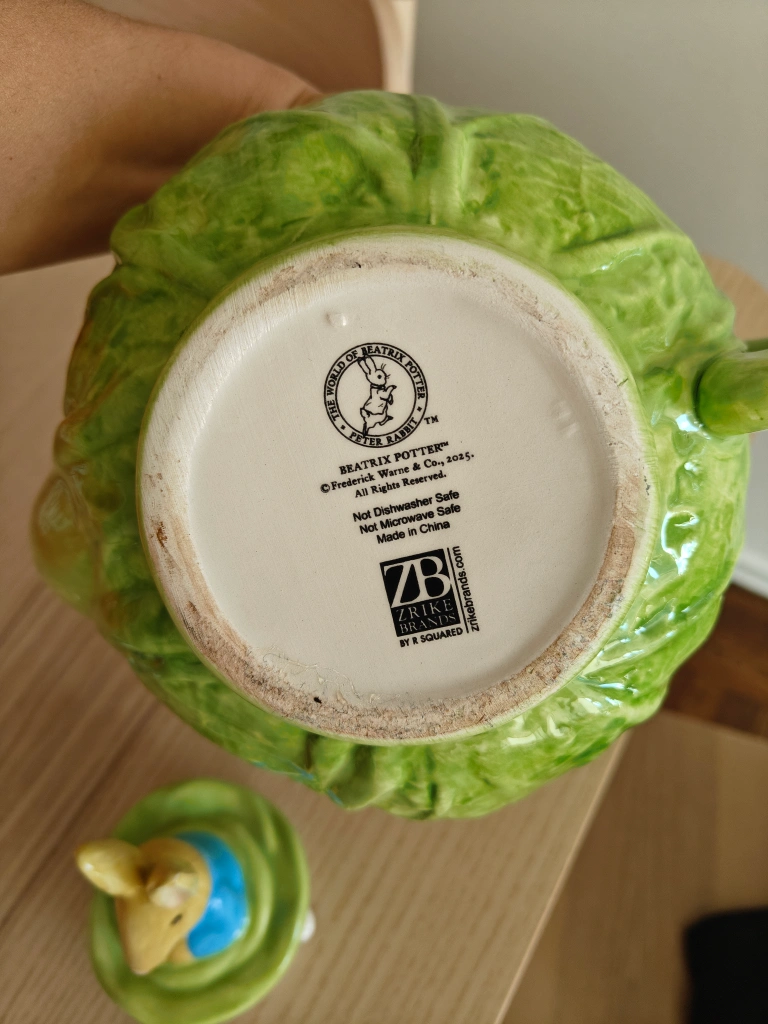 THE WORLD OF BEATRIX POTTER
• PETER RABBIT •
TM
BEATRIX POTTER™
©Frederick Warne & Co., 2025.
All Rights Reserved.
Not Dishwasher Safe
Not Microwave Safe
Made in China
ZB
ZRIKE
BRANDS
BY R SQUARED
zrikebrands.com